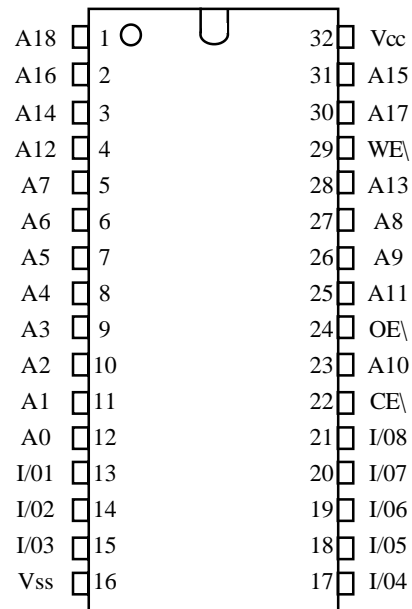 A18 1 32 Vcc
A16 2 31 A15
A14 3 30 A17
A12 4 29 WE\
A7 5 28 A13
A6 6 27 A8
A5 7 26 A9
A4 8 25 A11
A3 9 24 OE\
A2 10 23 A10
A1 11 22 CE\
A0 12 21 I/08
I/01 13 20 I/07
I/02 14 19 I/06
I/03 15 18 I/05
Vss 16 17 I/04